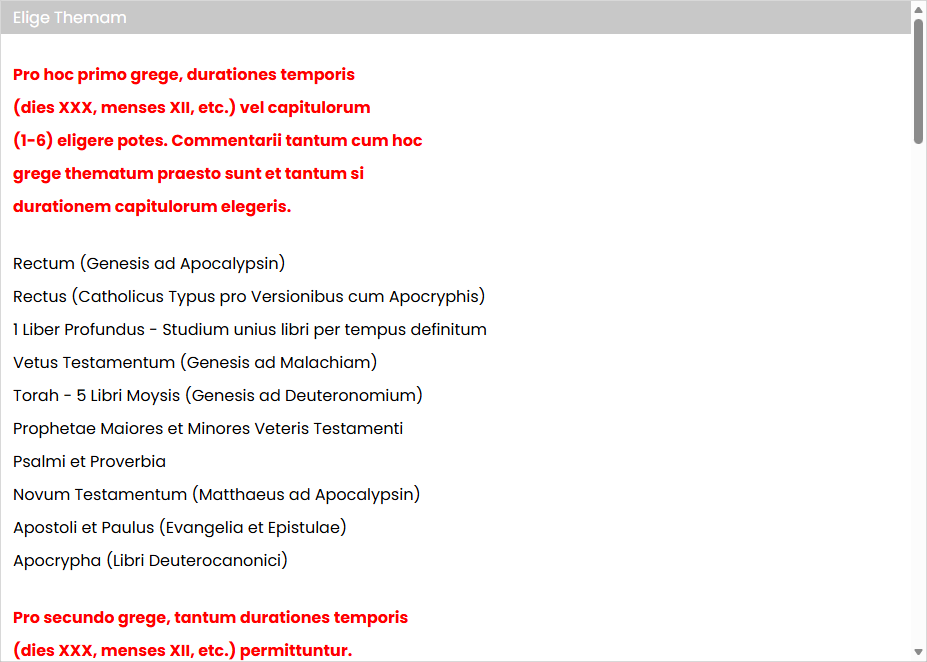 Elige Themam
Pro hoc primo grege, durationes temporis
(dies XXX, menses XII, etc.) vel capitulorum
(1-6) eligere potes. Commentarii tantum cum hoc
grege thematum praesto sunt et tantum si
durationem capitulorum elegeris.
Rectum (Genesis ad Apocalypsin)
Rectus (Catholicus Typus pro Versionibus cum Apocryphis)
1 Liber Profundus - Studium unius libri per tempus definitum
Vetus Testamentum (Genesis ad Malachiam)
Torah - 5 Libri Moysis (Genesis ad Deuteronomium)
Prophetae Maiores et Minores Veteris Testamenti
Psalmi et Proverbia
Novum Testamentum (Matthaeus ad Apocalypsin)
Apostoli et Paulus (Evangelia et Epistulae)
Apocrypha (Libri Deuterocanonici)
Pro secundo grege, tantum durationes temporis
(dies XXX, menses XII, etc.) permittuntur.